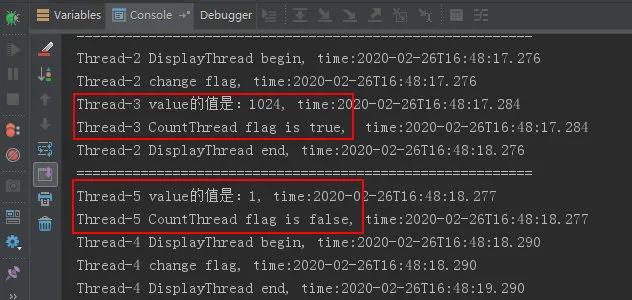 Variables Console Debugger
==================================================
Thread-2 DisplayThread begin, time:2020-02-26T16:48:17.276
Thread-2 change flag, time:2020-02-26T16:48:17.276
Thread-3 value的值是：1024, time:2020-02-26T16:48:17.284
Thread-3 CountThread flag is true,  time:2020-02-26T16:48:17.284
Thread-2 DisplayThread end, time:2020-02-26T16:48:18.276
==================================================
Thread-5 value的值是：1, time:2020-02-26T16:48:18.277
Thread-5 CountThread flag is false, time:2020-02-26T16:48:18.277
Thread-4 DisplayThread begin, time:2020-02-26T16:48:18.290
Thread-4 change flag, time:2020-02-26T16:48:18.290
Thread-4 DisplayThread end, time:2020-02-26T16:48:19.290